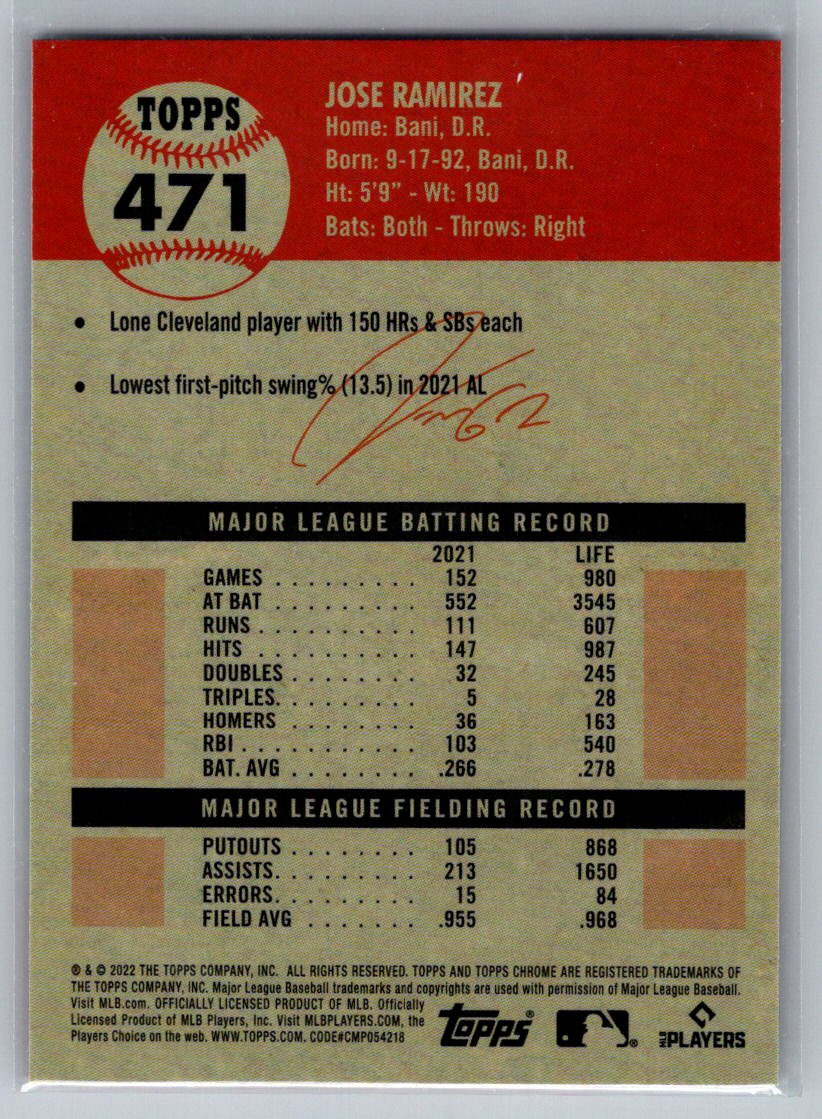 TOPPS
471
JOSE RAMIREZ
Home: Bani, D.R.
Born: 9-17-92, Bani, D.R.
Ht: 5'9" - Wt: 190
Bats: Both - Throws: Right
• Lone Cleveland player with 150 HRs & SBs each
• Lowest first-pitch swing% (13.5) in 2021 AL
MAJOR LEAGUE BATTING RECORD
2021 LIFE
GAMES . . . . . . . . . 152 980
AT BAT . . . . . . . . . 552 3545
RUNS . . . . . . . . . . 111 607
HITS . . . . . . . . . . 147 987
DOUBLES . . . . . . . . 32 245
TRIPLES. . . . . . . . . 5 28
HOMERS . . . . . . . . 36 163
RBI . . . . . . . . . . . 103 540
BAT. AVG . . . . . . . . .266 .278
MAJOR LEAGUE FIELDING RECORD
PUTOUTS . . . . . . . . 105 868
ASSISTS. . . . . . . . . 213 1650
ERRORS. . . . . . . . . 15 84
FIELD AVG . . . . . . . .955 .968
® & © 2022 THE TOPPS COMPANY, INC. ALL RIGHTS RESERVED. TOPPS AND TOPPS CHROME ARE REGISTERED TRADEMARKS OF
THE TOPPS COMPANY, INC. Major League Baseball trademarks and copyrights are used with permission of Major League Baseball.
Visit MLB.com. OFFICIALLY LICENSED PRODUCT OF MLB. Officially
Licensed Product of MLB Players, Inc. Visit MLBPLAYERS.COM, the
Players Choice on the web. WWW.TOPPS.COM. CODE#CMP054218
Topps® ® MLB PLAYERS